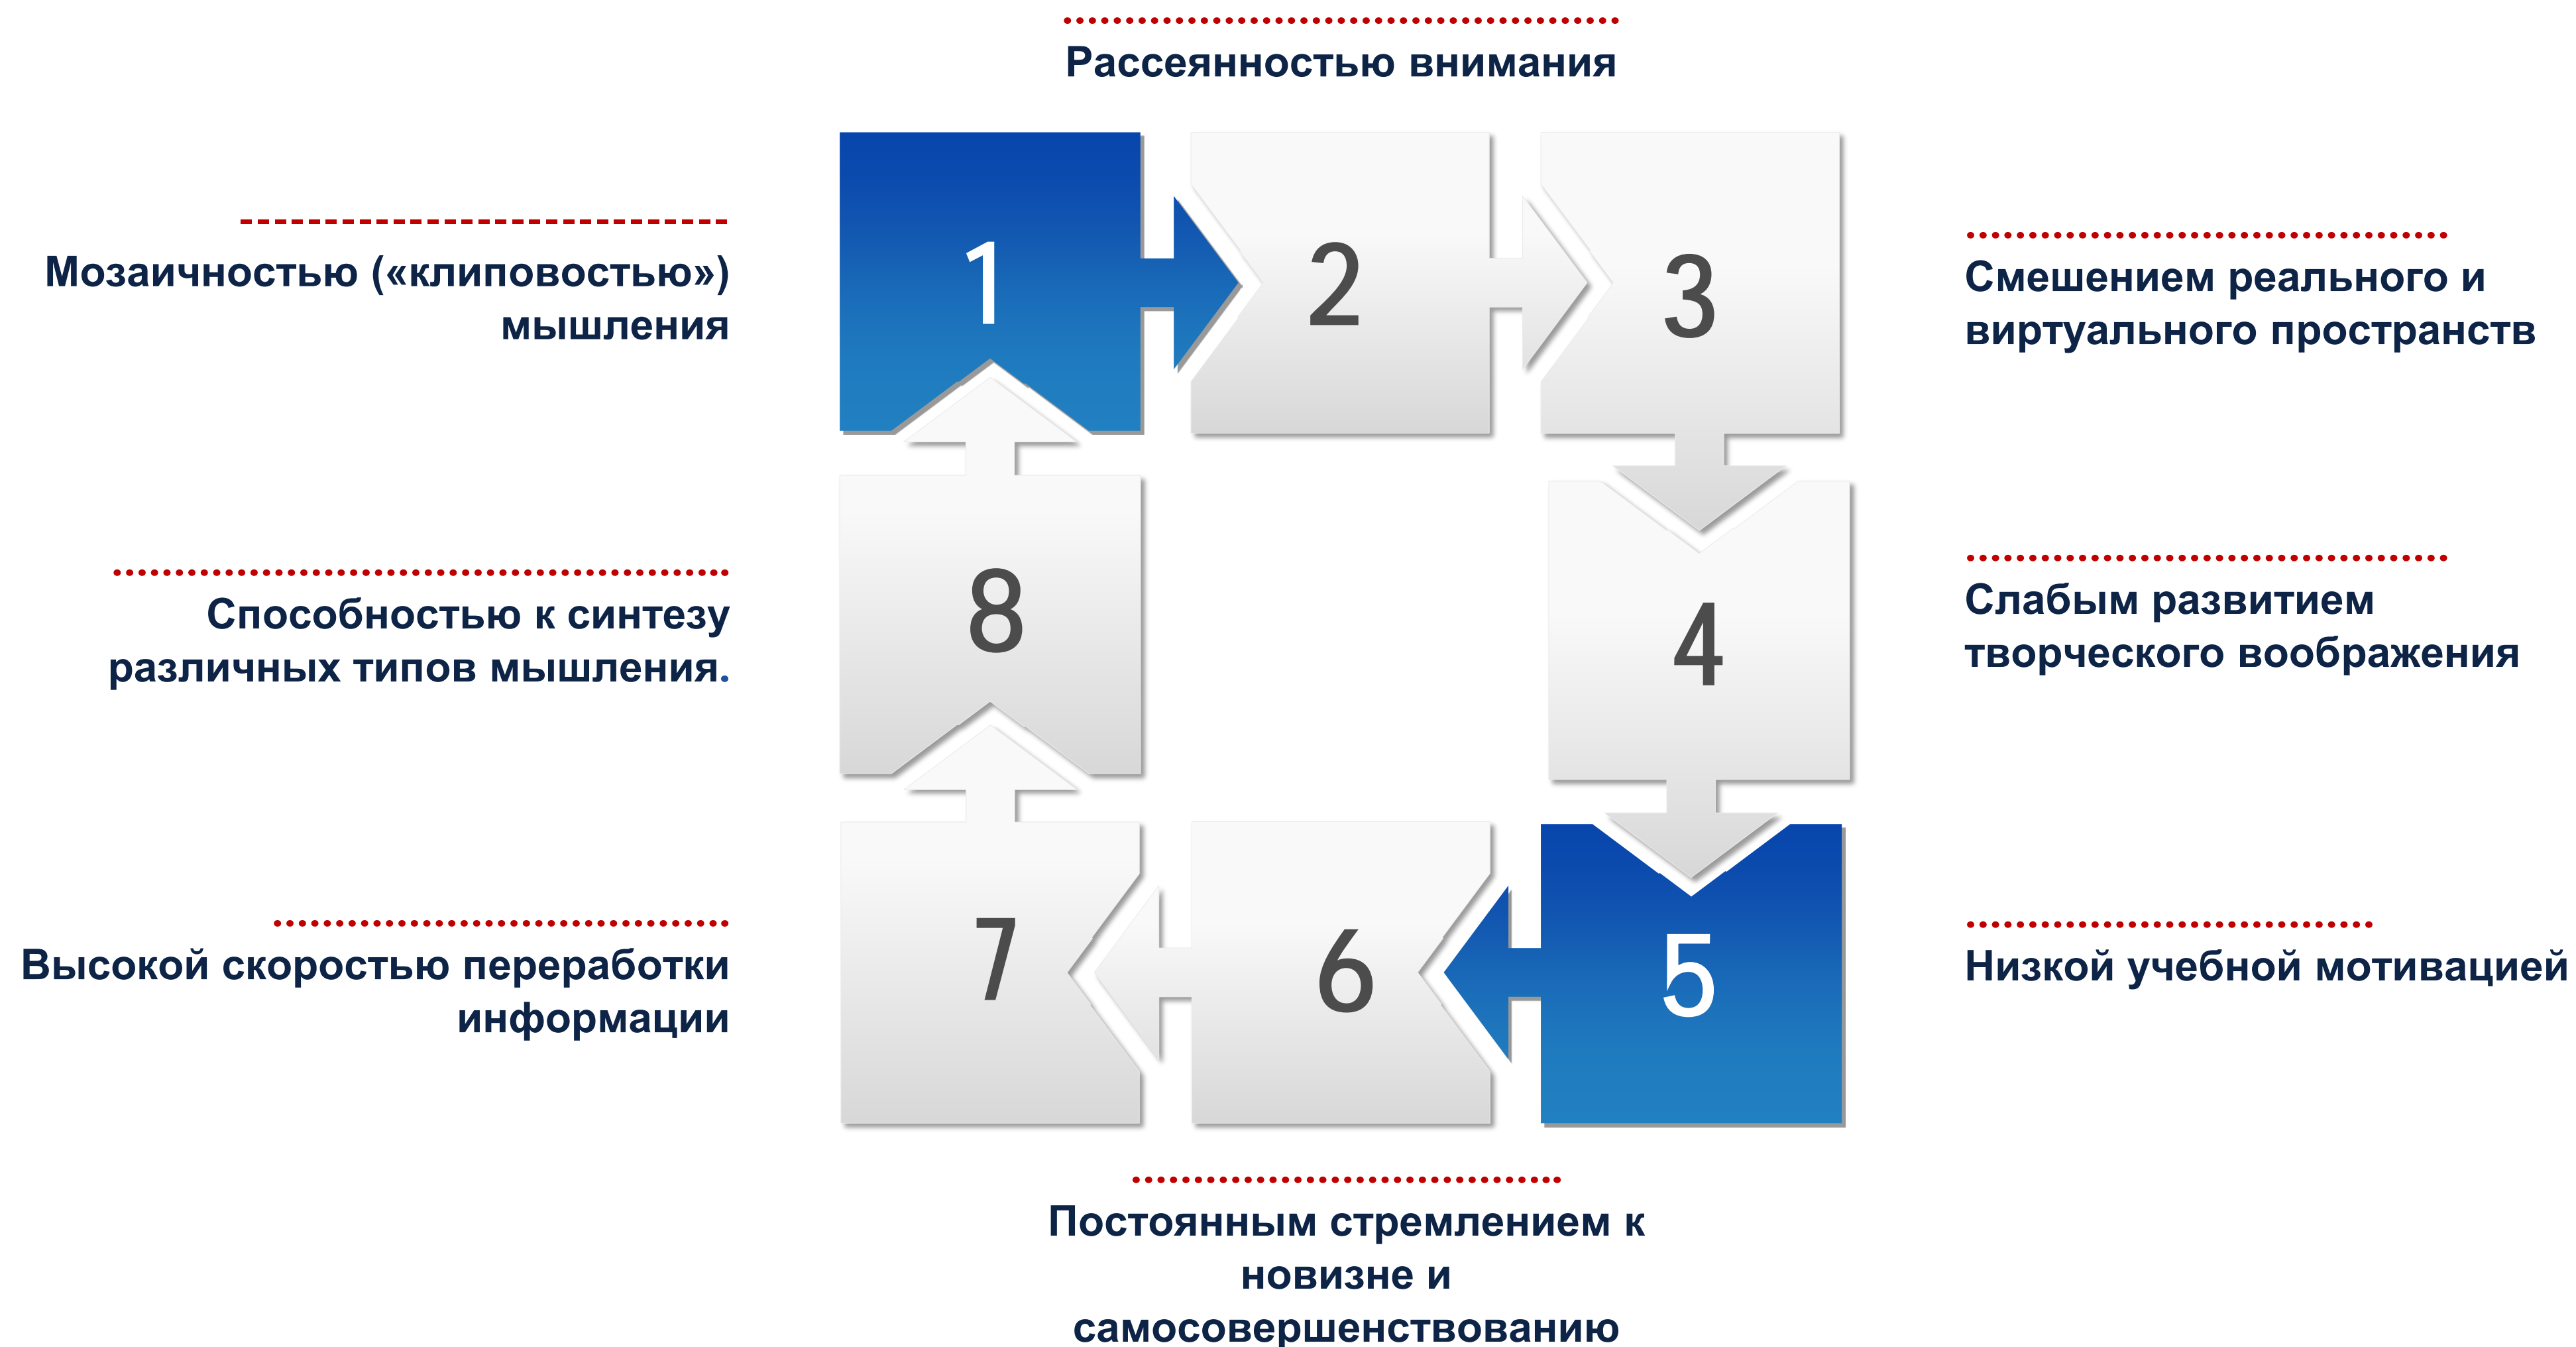 Рассеянностью внимания
1
2
3
Мозаичностью («клиповостью»)
мышления
Смешением реального и
виртуального пространств
8
4
Способностью к синтезу
различных типов мышления.
Слабым развитием
творческого воображения
7
6
5
Высокой скоростью переработки
информации
Низкой учебной мотивацией
Постоянным стремлением к
новизне и
самосовершенствованию